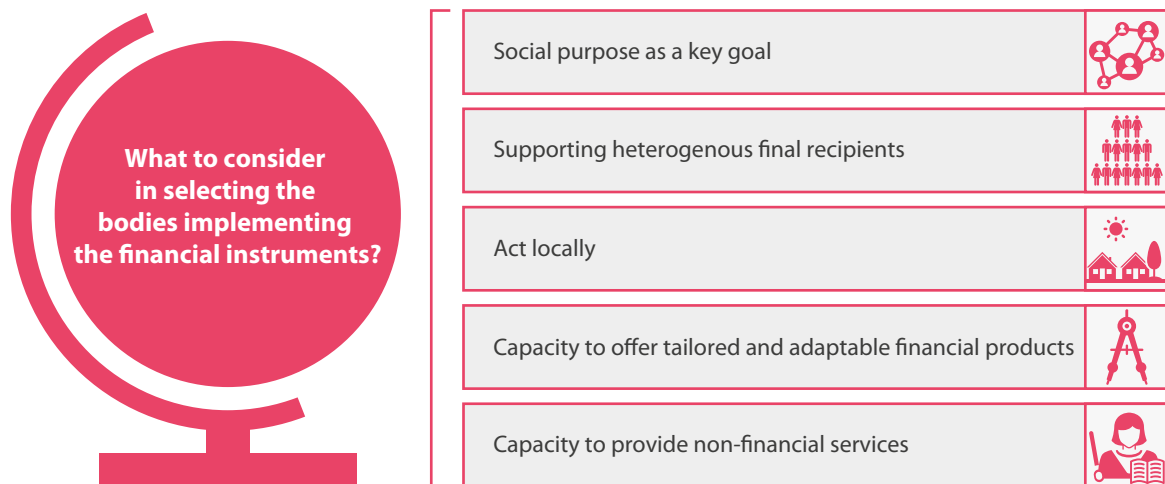 What to consider
in selecting the
bodies implementing
the financial instruments?
Social purpose as a key goal
Supporting heterogenous final recipients
Act locally
Capacity to offer tailored and adaptable financial products
Capacity to provide non-financial services